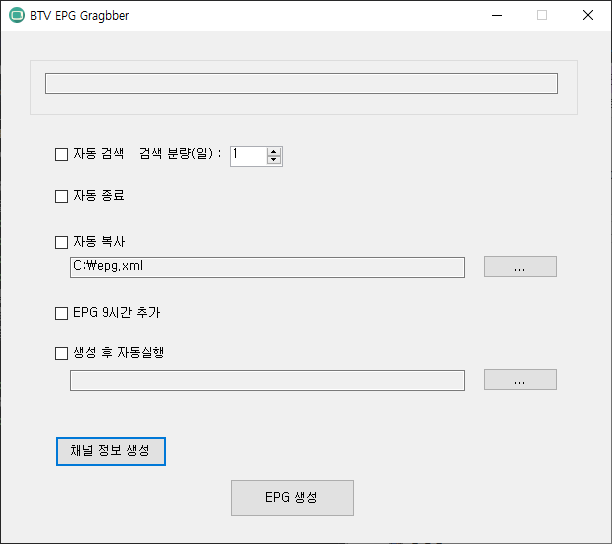 BTV EPG Gragbber
자동 검색 검색 분량(일) : 1
자동 종료
자동 복사
C:\epg.xml
...
EPG 9시간 추가
생성 후 자동실행
...
채널 정보 생성
EPG 생성